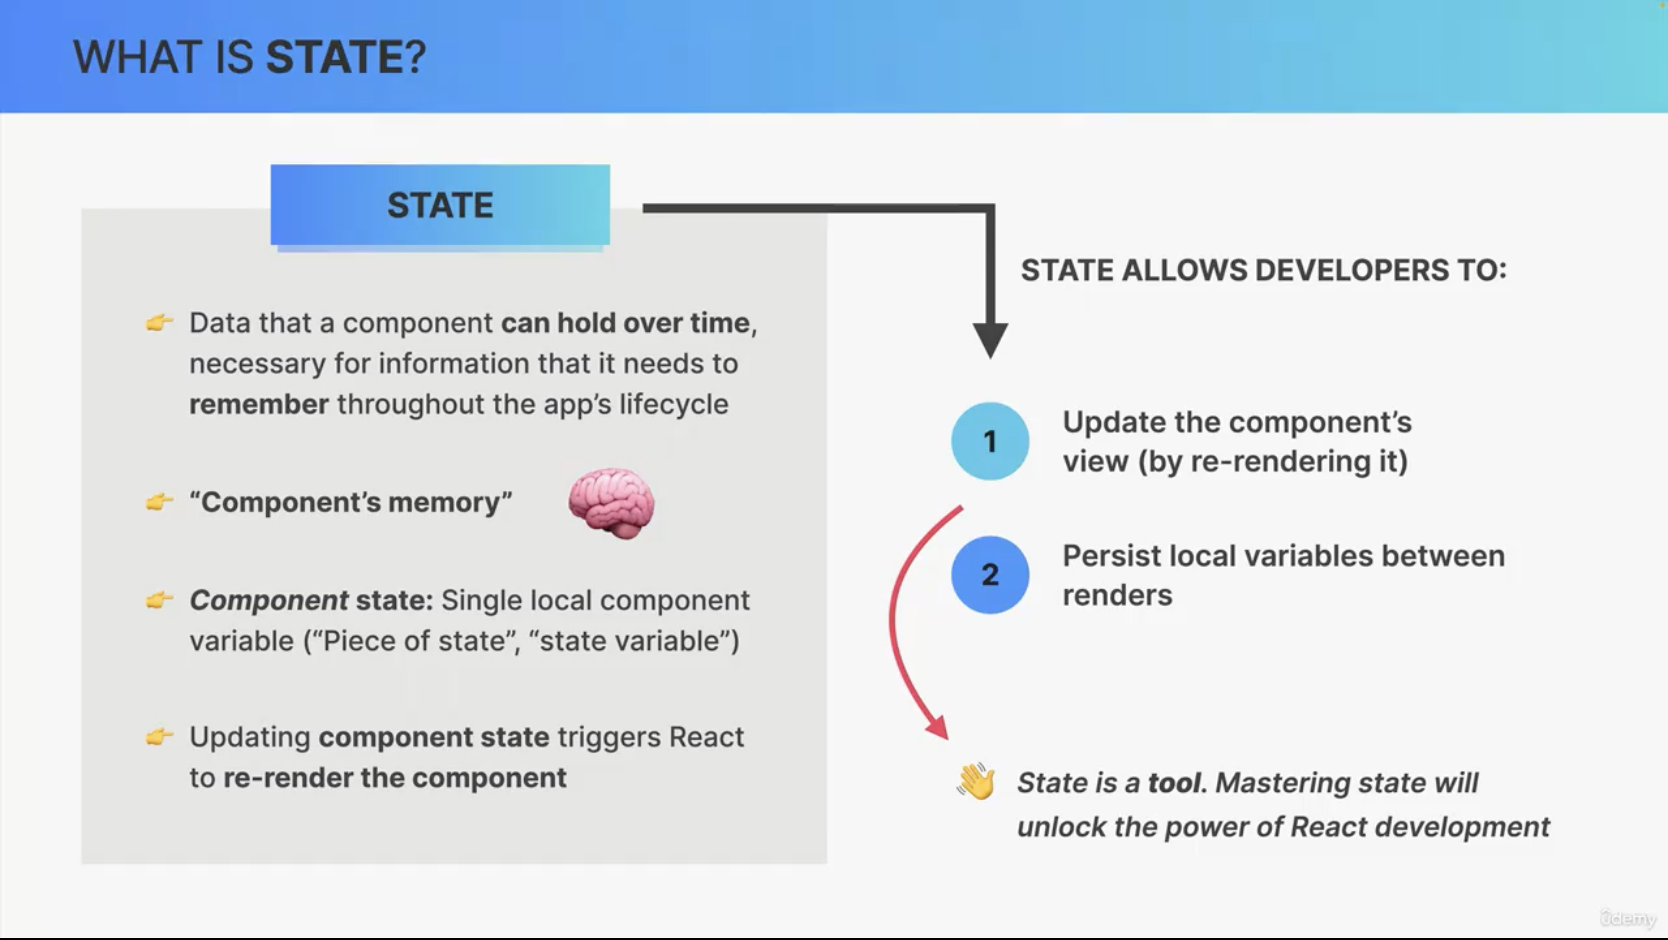 WHAT IS STATE?
STATE
Data that a component can hold over time,
necessary for information that it needs to
remember throughout the app’s lifecycle
“Component’s memory”
Component state: Single local component
variable (“Piece of state”, “state variable”)
Updating component state triggers React
to re-render the component
STATE ALLOWS DEVELOPERS TO:
1
Update the component’s
view (by re-rendering it)
2
Persist local variables between
renders
State is a tool. Mastering state will
unlock the power of React development
ûdemy